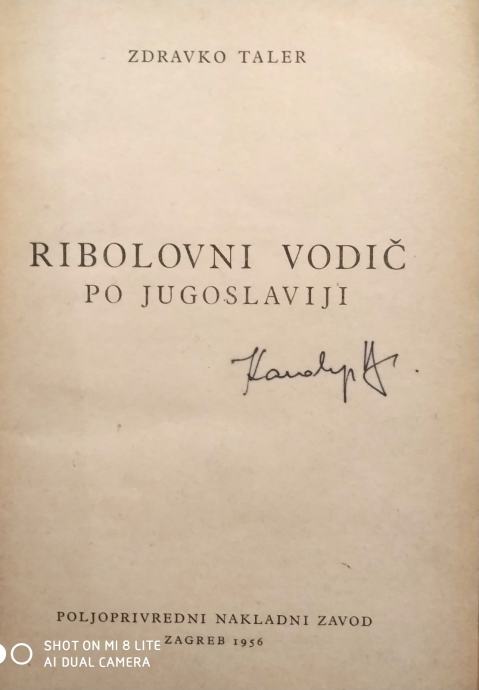 ZDRAVKO TALER
RIBOLOVNI VODIČ
PO JUGOSLAVIJI
POLJOPRIVREDNI NAKLADNI ZAVOD
ZAGREB 1956
SHOT ON MI 8 LITE
AI DUAL CAMERA